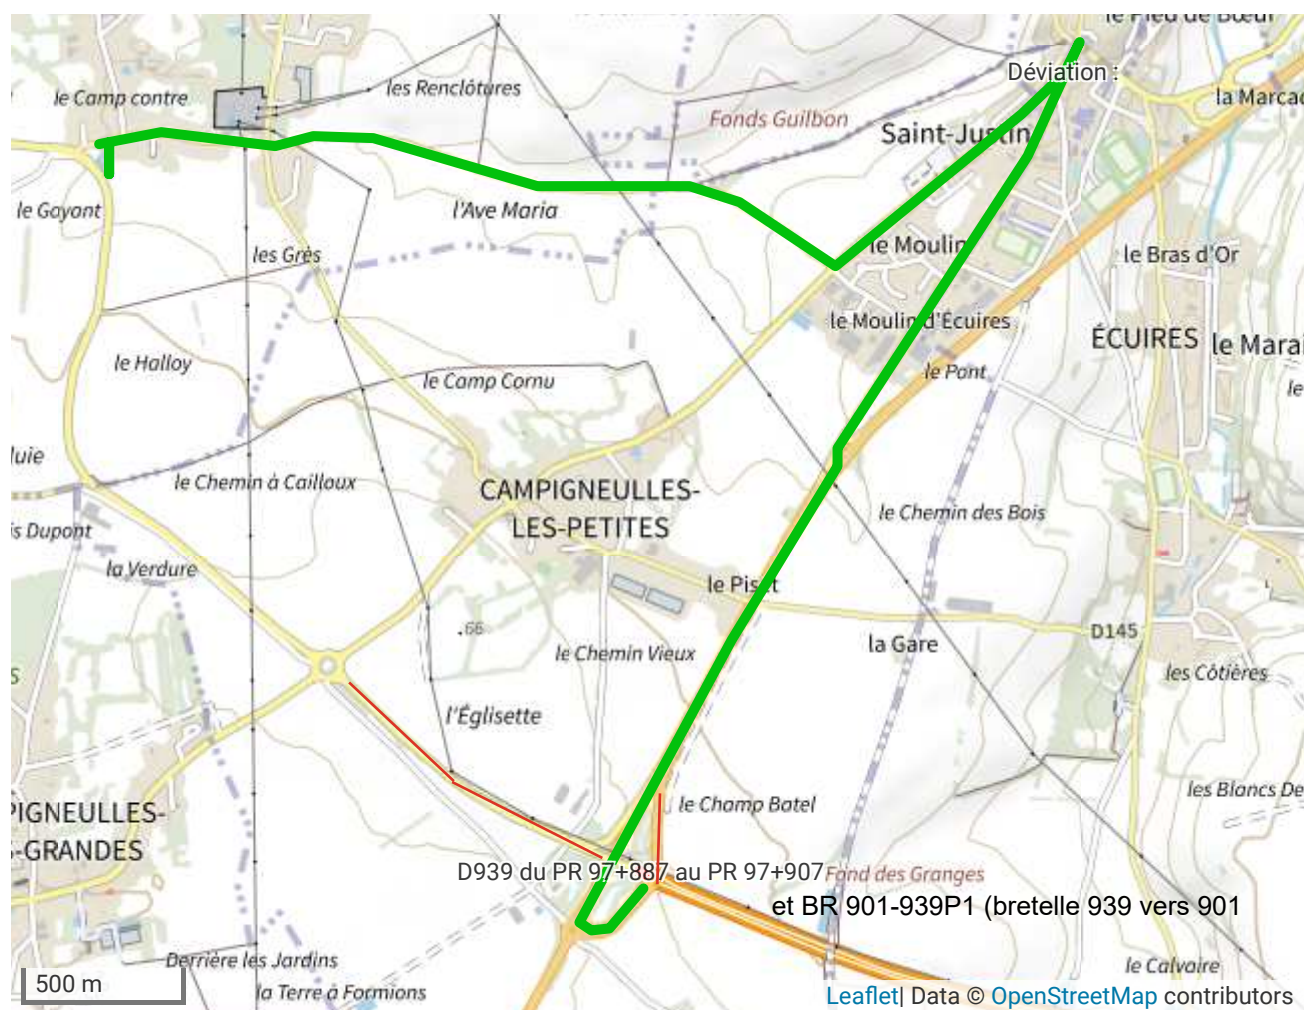 le Pied de Bœuf
Déviation :
le Camp contre
les Renclôtures
la Marcac
Fonds Guilbon
Saint-Justin
le Gayant
l'Ave Maria
le Moulin
les Grès
le Bras d'Or
le Moulin d'Écuires
ÉCUIRES
le Marai
le Halloy
le Camp Cornu
le Pont
le
luie
le Chemin à Cailloux
CAMPIGNEULLES-
LES-PETITES
le Chemin des Bois
s Dupont
la Verdure
le Piset
66
D145
la Gare
le Chemin Vieux
les Côtières
S
l'Églisette
les Blancs De
le Champ Batel
PIGNEULLES-
S-GRANDES
D939 du PR 97+887 au PR 97+907
Fond des Granges
et BR 901-939P1 (bretelle 939 vers 901
Derrière les Jardins
le Calvaire
500 m
la Terre à Formions
Leaflet | Data © OpenStreetMap contributors